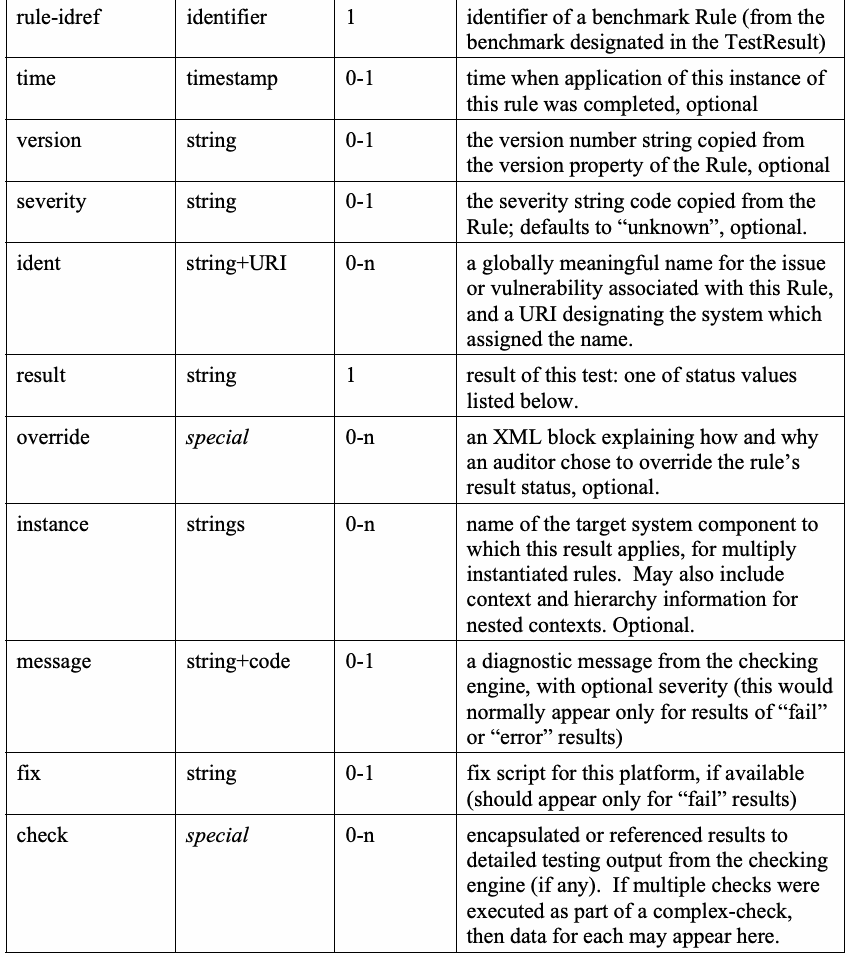 rule-idref identifier 1 identifier of a benchmark Rule (from the
benchmark designated in the TestResult)
time timestamp 0-1 time when application of this instance of
this rule was completed, optional
version string 0-1 the version number string copied from
the version property of the Rule, optional
severity string 0-1 the severity string code copied from the
Rule; defaults to “unknown”, optional.
ident string+URI 0-n a globally meaningful name for the issue
or vulnerability associated with this Rule,
and a URI designating the system which
assigned the name.
result string 1 result of this test: one of status values
listed below.
override special 0-n an XML block explaining how and why
an auditor chose to override the rule’s
result status, optional.
instance strings 0-n name of the target system component to
which this result applies, for multiply
instantiated rules.  May also include
context and hierarchy information for
nested contexts. Optional.
message string+code 0-1 a diagnostic message from the checking
engine, with optional severity (this would
normally appear only for results of “fail”
or “error” results)
fix string 0-1 fix script for this platform, if available
(should appear only for “fail” results)
check special 0-n encapsulated or referenced results to
detailed testing output from the checking
engine (if any).  If multiple checks were
executed as part of a complex-check,
then data for each may appear here.